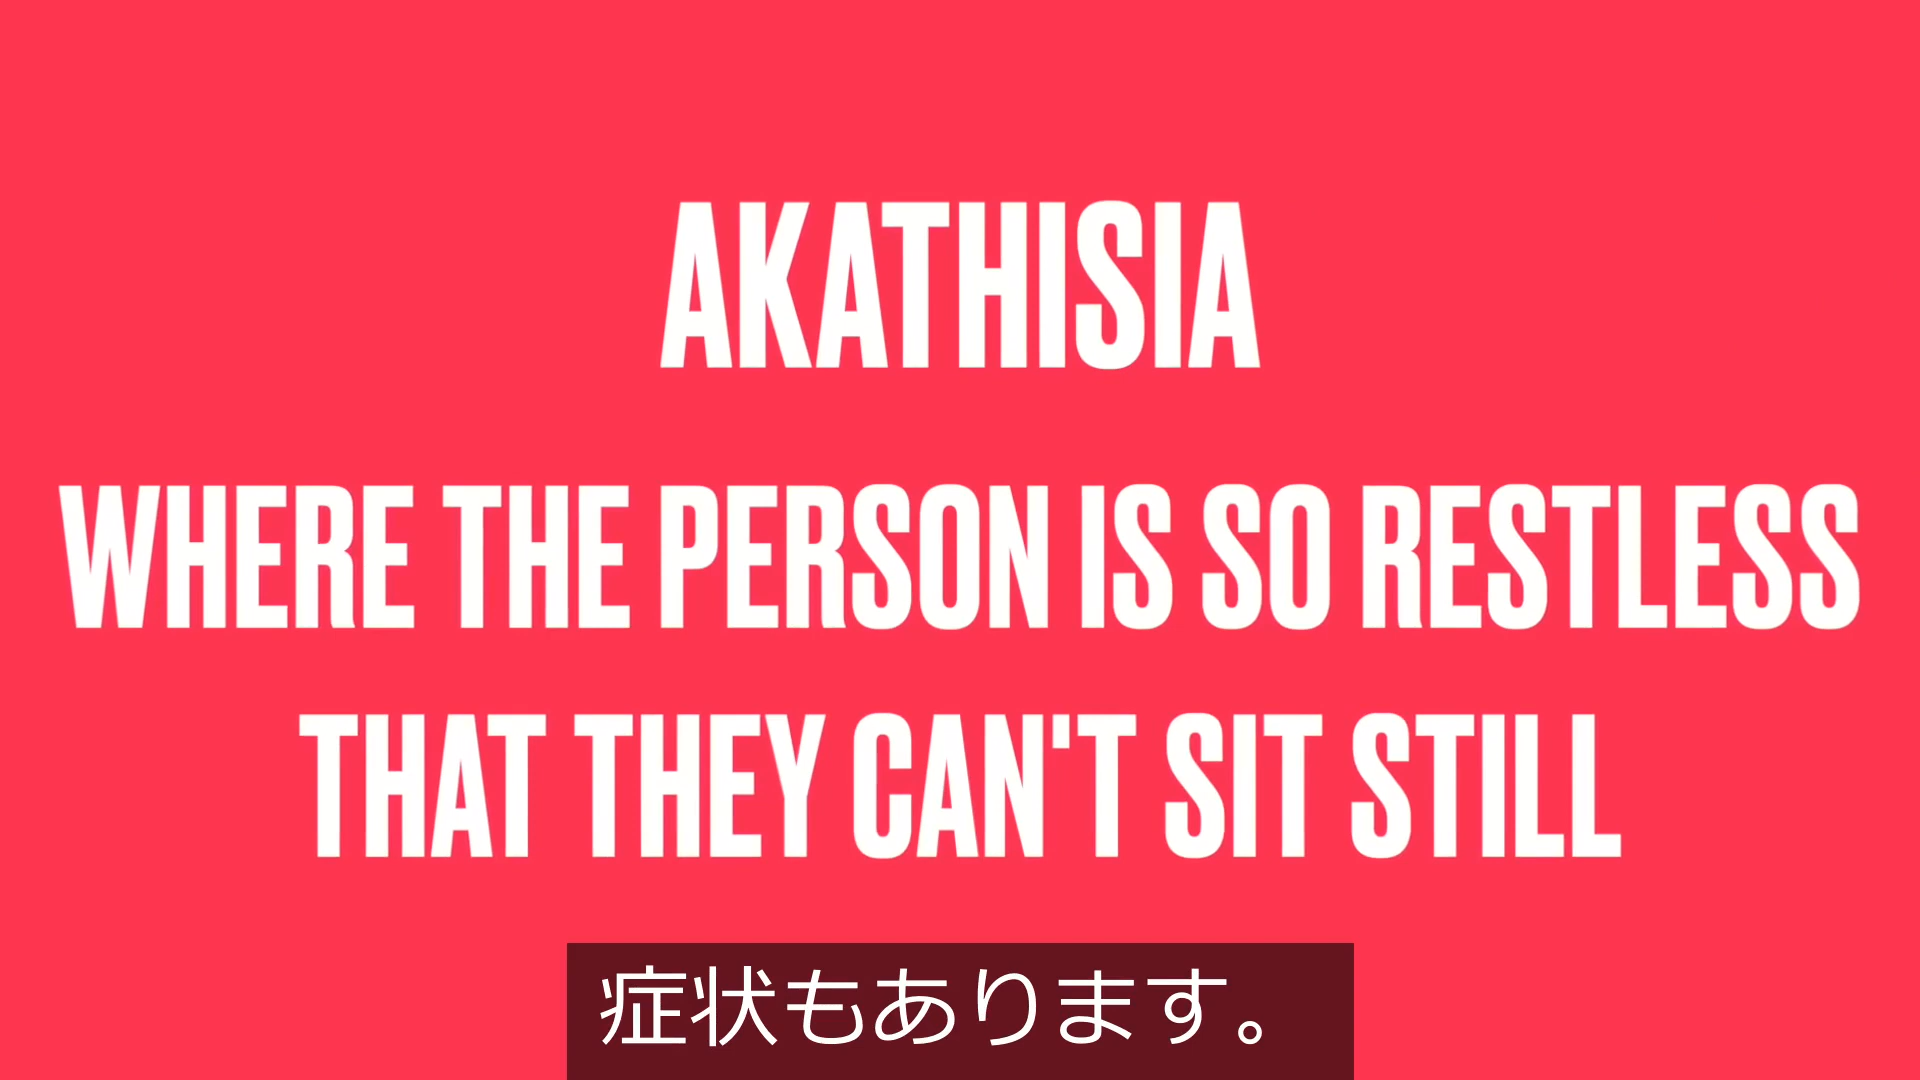 AKATHISIA
WHERE THE PERSON IS SO RESTLESS
THAT THEY CAN'T SIT STILL
症状もあります。